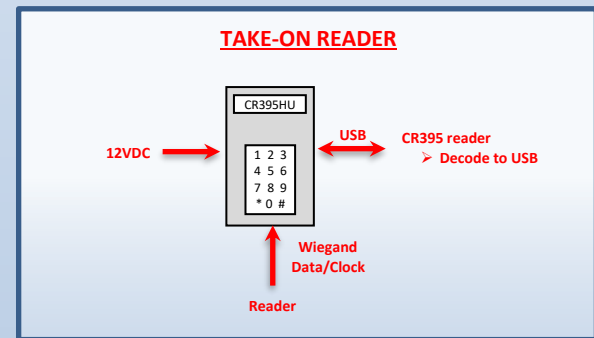 TAKE-ON READER
CR395HU
12VDC
1 2 3
4 5 6
7 8 9
* 0 #
USB
CR395 reader
➢ Decode to USB
Wiegand
Data/Clock
Reader